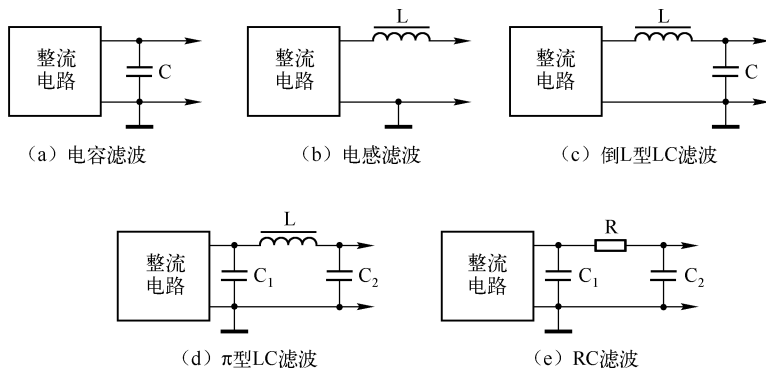 整流
电路
C
(a) 电容滤波
整流
电路
L
(b) 电感滤波
整流
电路
L
C
(c) 倒L型LC滤波
整流
电路
L
C₁
C₂
(d) π型LC滤波
整流
电路
R
C₁
C₂
(e) RC滤波